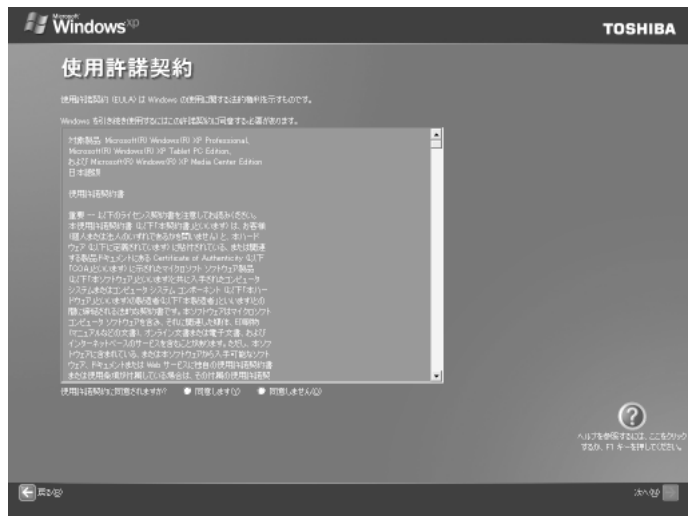 Microsoft
Windows xp
TOSHIBA
使用許諾契約
使用許諾契約 (EULA) は Windows の使用に関する法的権利を示すものです。
Windows を引き続き使用するにはこの許諾契約に同意する必要があります。
対象製品: Microsoft(R) Windows(R) XP Professional,
Microsoft(R) Windows(R) XP Tablet PC Edition,
および Microsoft(R) Windows(R) XP Media Center Edition
日本語版
使用許諾契約書
重要 — 以下のライセンス契約書を注意してお読みください。
本使用許諾契約書 (以下「本契約書」といいます) は、お客様
(個人または法人のいずれであるかを問いません) と、本ハード
ウェア (以下に定義されています) に貼付されている、または関連
する製品ドキュメントにある Certificate of Authenticity (以下
「COA」といいます) に示されたマイクロソフト ソフトウェア製品
(以下「本ソフトウェア」といいます) と共に入手されたコンピュータ
システムまたはコンピュータ システム コンポーネント (以下「本ハー
ドウェア」といいます) の製造者 (以下「本製造者」といいます) との
間に締結される法的な契約書です。本ソフトウェアはマイクロソフト
コンピュータ ソフトウェアを含み、それに関連した媒体、印刷物
(マニュアルなどの文書)、オンライン文書または電子文書、および
インターネットベースのサービスを含むことがあります。ただし、本ソフ
トウェアに含まれている、または本ソフトウェアから入手可能なソフト
ウェア、ドキュメントまたは Web サービスに独自の使用許諾契約書
または使用条項が付属している場合は、その付属の使用許諾契
使用許諾契約に同意されますか? 同意します(Y) 同意しません(D)
ヘルプを参照するには、ここをクリック
するか、F1 キーを押してください。
戻る(B)
次へ(N)